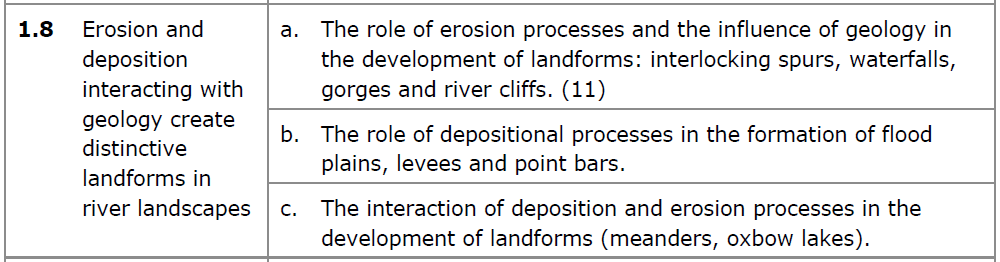 1.8 Erosion and
deposition
interacting with
geology create
distinctive
landforms in
river landscapes
a. The role of erosion processes and the influence of geology in
the development of landforms: interlocking spurs, waterfalls,
gorges and river cliffs. (11)
b. The role of depositional processes in the formation of flood
plains, levees and point bars.
c. The interaction of deposition and erosion processes in the
development of landforms (meanders, oxbow lakes).